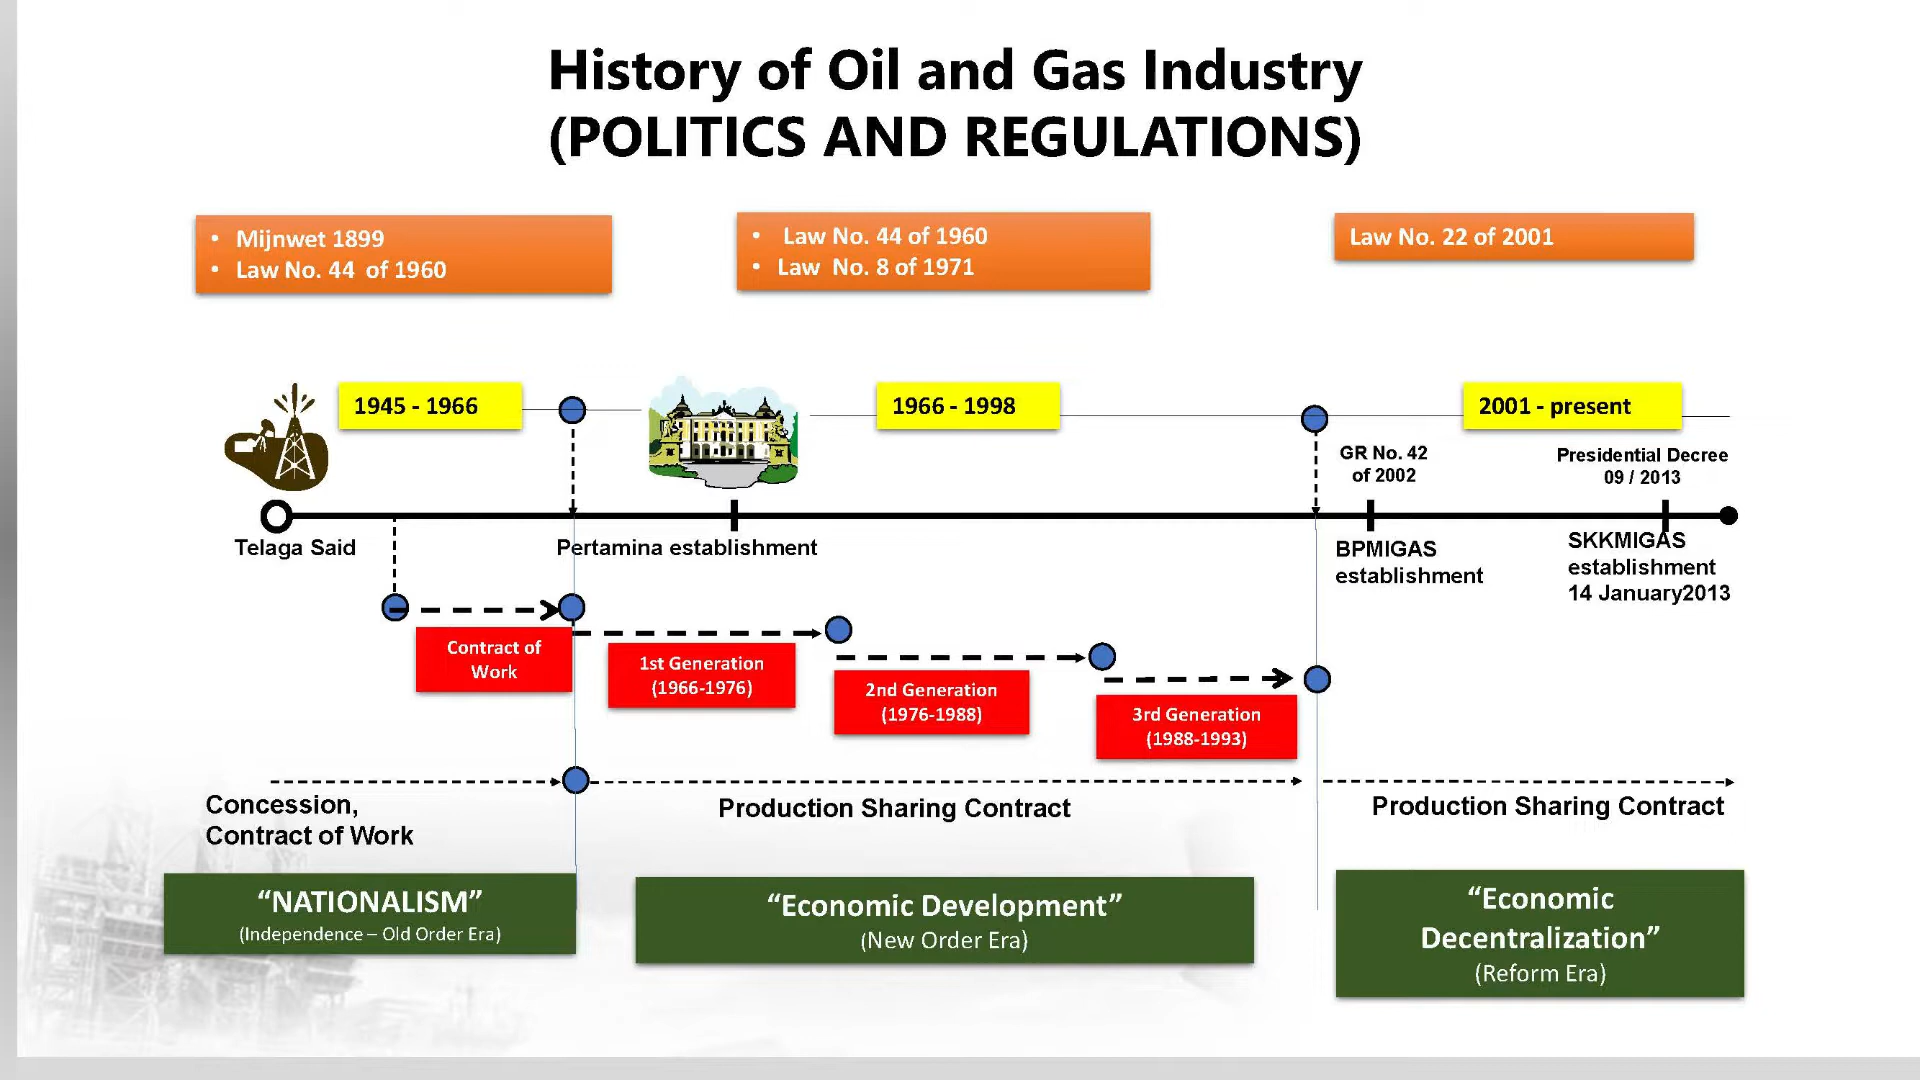 History of Oil and Gas Industry
(POLITICS AND REGULATIONS)
• Mijnwet 1899
• Law No. 44 of 1960
• Law No. 44 of 1960
• Law No. 8 of 1971
Law No. 22 of 2001
1945 - 1966
1966 - 1998
2001 - present
GR No. 42
of 2002
Presidential Decree
09 / 2013
Telaga Said
Pertamina establishment
BPMIGAS
establishment
SKKMIGAS
establishment
14 January2013
Contract of
Work
1st Generation
(1966-1976)
2nd Generation
(1976-1988)
3rd Generation
(1988-1993)
Concession,
Contract of Work
Production Sharing Contract
Production Sharing Contract
“NATIONALISM”
(Independence – Old Order Era)
“Economic Development”
(New Order Era)
“Economic
Decentralization”
(Reform Era)